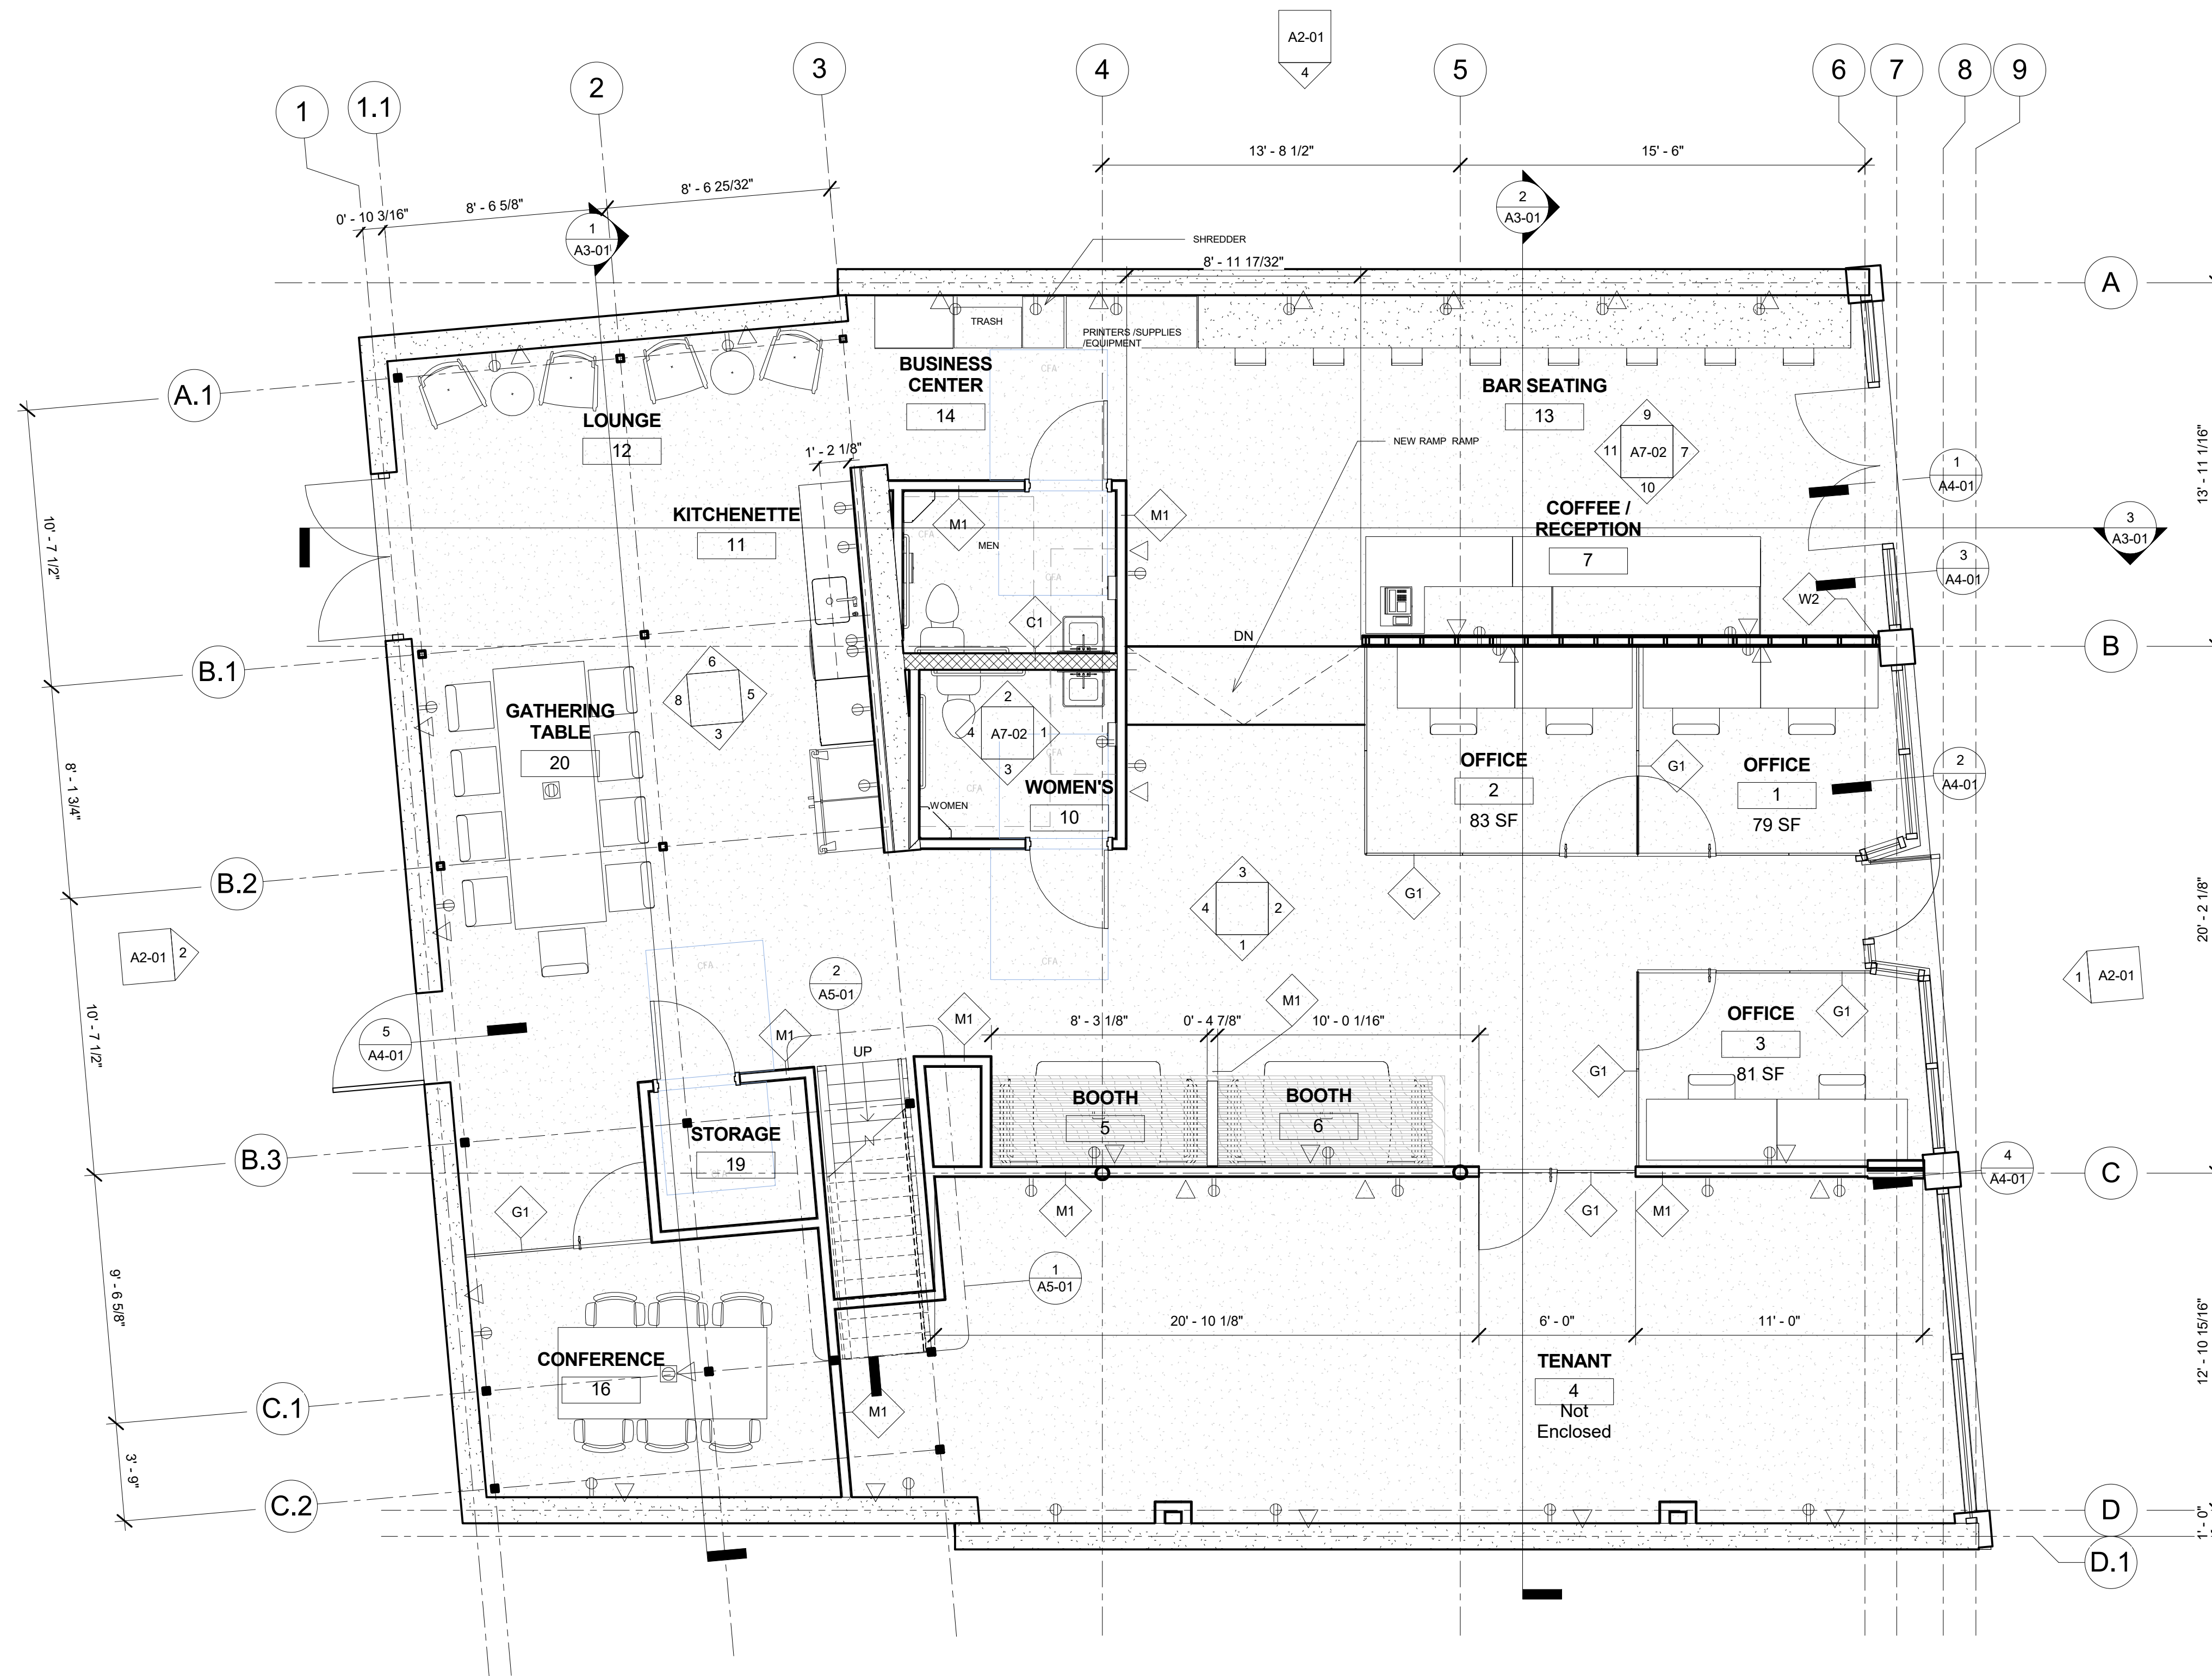 A2-01
4
1
1.1
2
3
4
5
6
7
8
9
13' - 8 1/2"
15' - 6"
0' - 10 3/16"
8' - 6 5/8"
8' - 6 25/32"
1
A3-01
2
A3-01
SHREDDER
8' - 11 17/32"
A
TRASH
PRINTERS /SUPPLIES
/EQUIPMENT
BUSINESS
CENTER
14
CFA
BAR SEATING
13
A.1
LOUNGE
12
9
11
A7-02
7
10
NEW RAMP RAMP
1' - 2 1/8"
13' - 11 1/16"
1
A4-01
KITCHENETTE
11
M1
MEN
CFA
M1
COFFEE /
RECEPTION
7
3
A3-01
10' - 7 1/2"
3
A4-01
CFA
W2
C1
DN
B
B.1
6
8
5
3
GATHERING
TABLE
20
2
4
A7-02
1
3
CFA
CFA
WOMEN'S
10
WOMEN
OFFICE
2
83 SF
G1
OFFICE
1
79 SF
2
A4-01
8' - 1 3/4"
B.2
G1
3
4
2
1
20' - 2 1/8"
A2-01
2
CFA
CFA
1
A2-01
2
A5-01
5
A4-01
M1
M1
M1
8' - 3 1/8"
0' - 4 7/8"
10' - 0 1/16"
G1
OFFICE
3
81 SF
G1
10' - 7 1/2"
UP
BOOTH
5
BOOTH
6
B.3
STORAGE
19
4
A4-01
C
G1
M1
G1
M1
9' - 6 5/8"
1
A5-01
20' - 10 1/8"
6' - 0"
11' - 0"
12' - 10 15/16"
CONFERENCE
16
TENANT
4
Not
Enclosed
C.1
M1
3' - 9"
C.2
D
1' - 0"
D.1